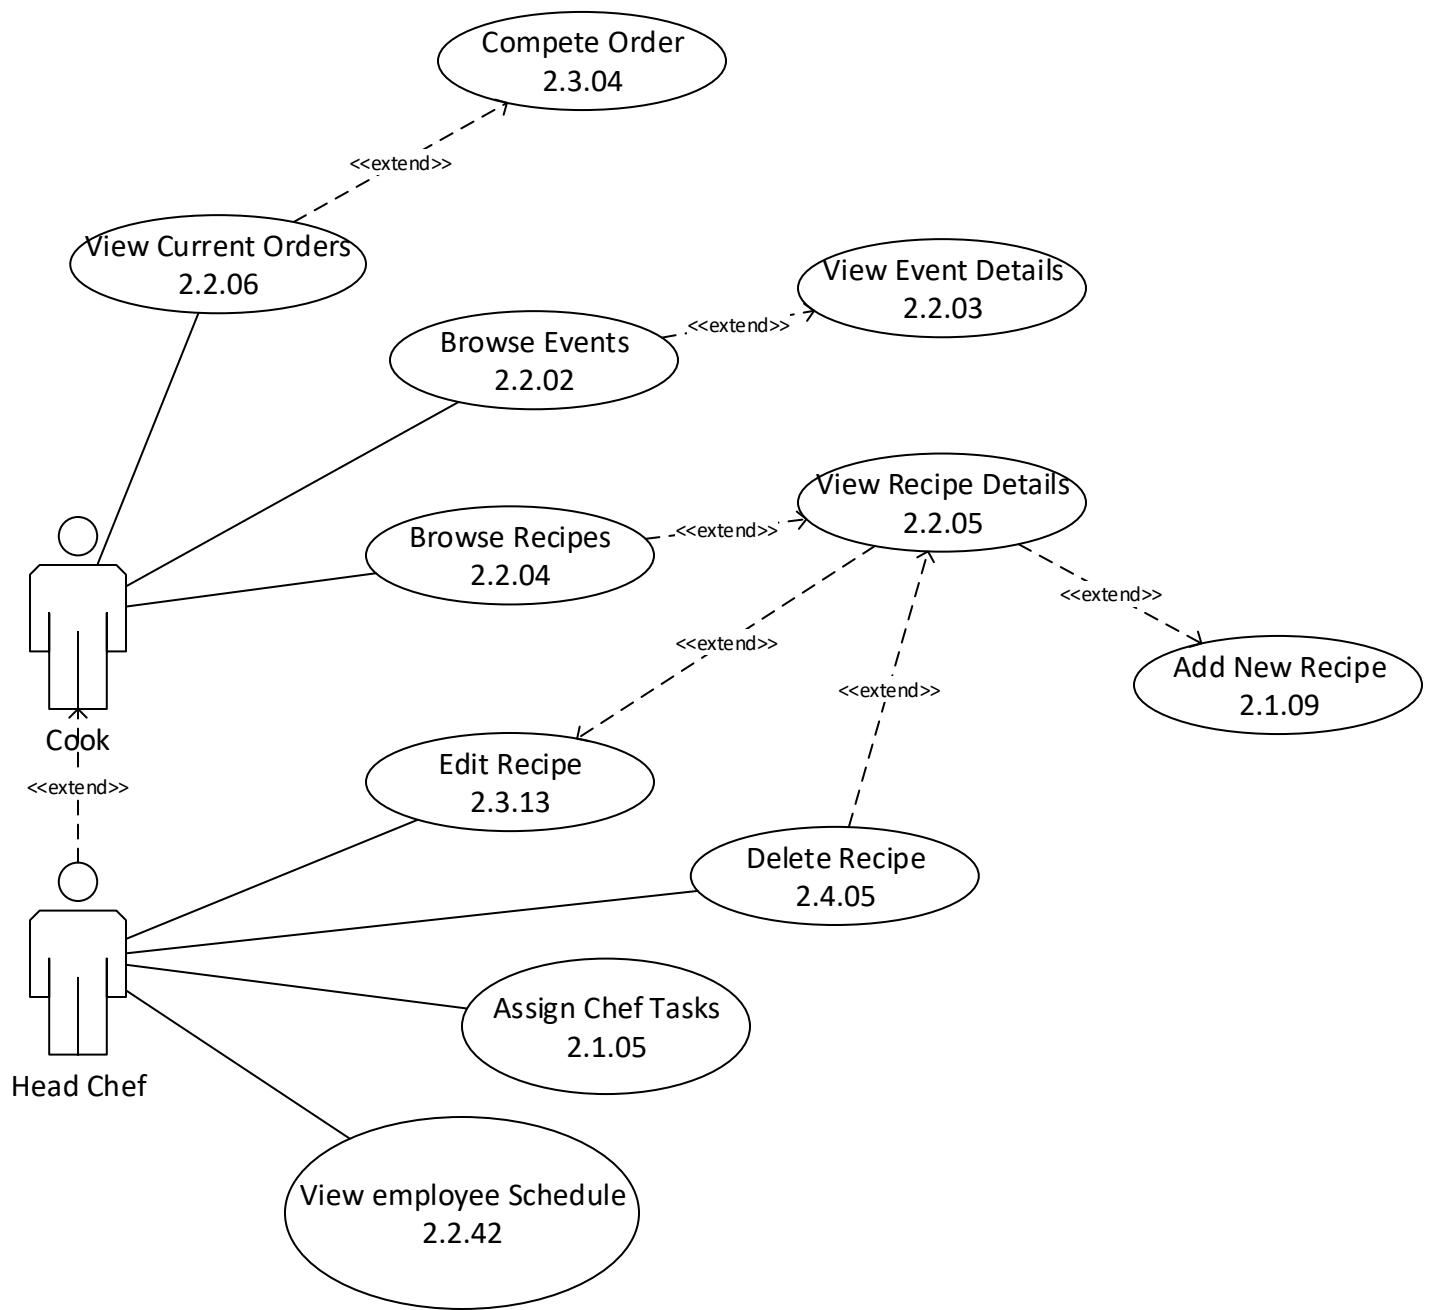 Compete Order
2.3.04
<<extend>>
View Current Orders
2.2.06
View Event Details
2.2.03
<<extend>>
Browse Events
2.2.02
View Recipe Details
2.2.05
<<extend>>
Browse Recipes
2.2.04
<<extend>>
<<extend>>
Add New Recipe
2.1.09
<<extend>>
Cook
<<extend>>
Edit Recipe
2.3.13
Delete Recipe
2.4.05
Assign Chef Tasks
2.1.05
Head Chef
View employee Schedule
2.2.42